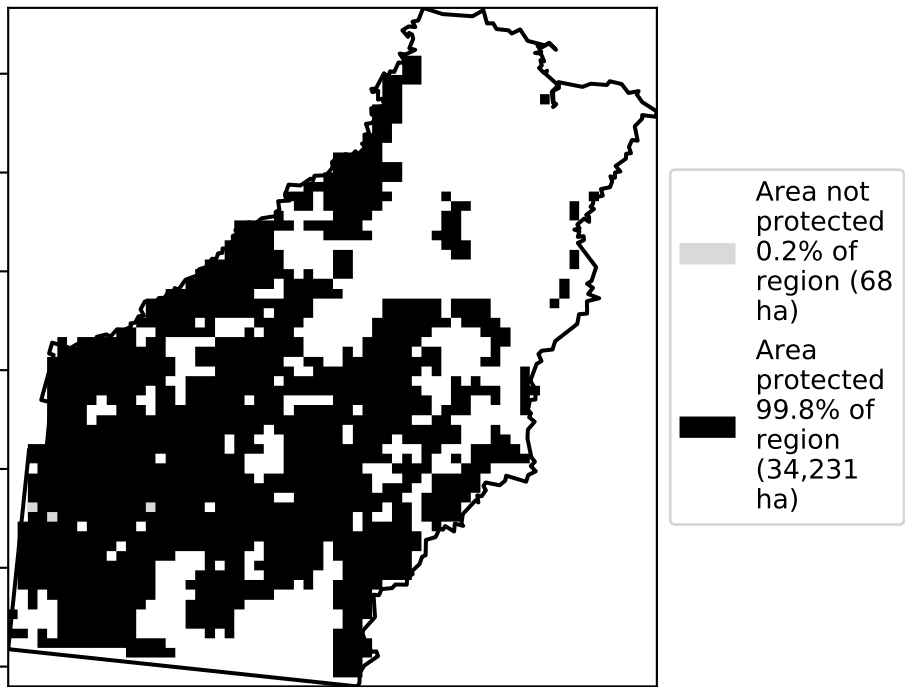 Area not
protected
0.2% of
region (68
ha)
Area
protected
99.8% of
region
(34,231
ha)